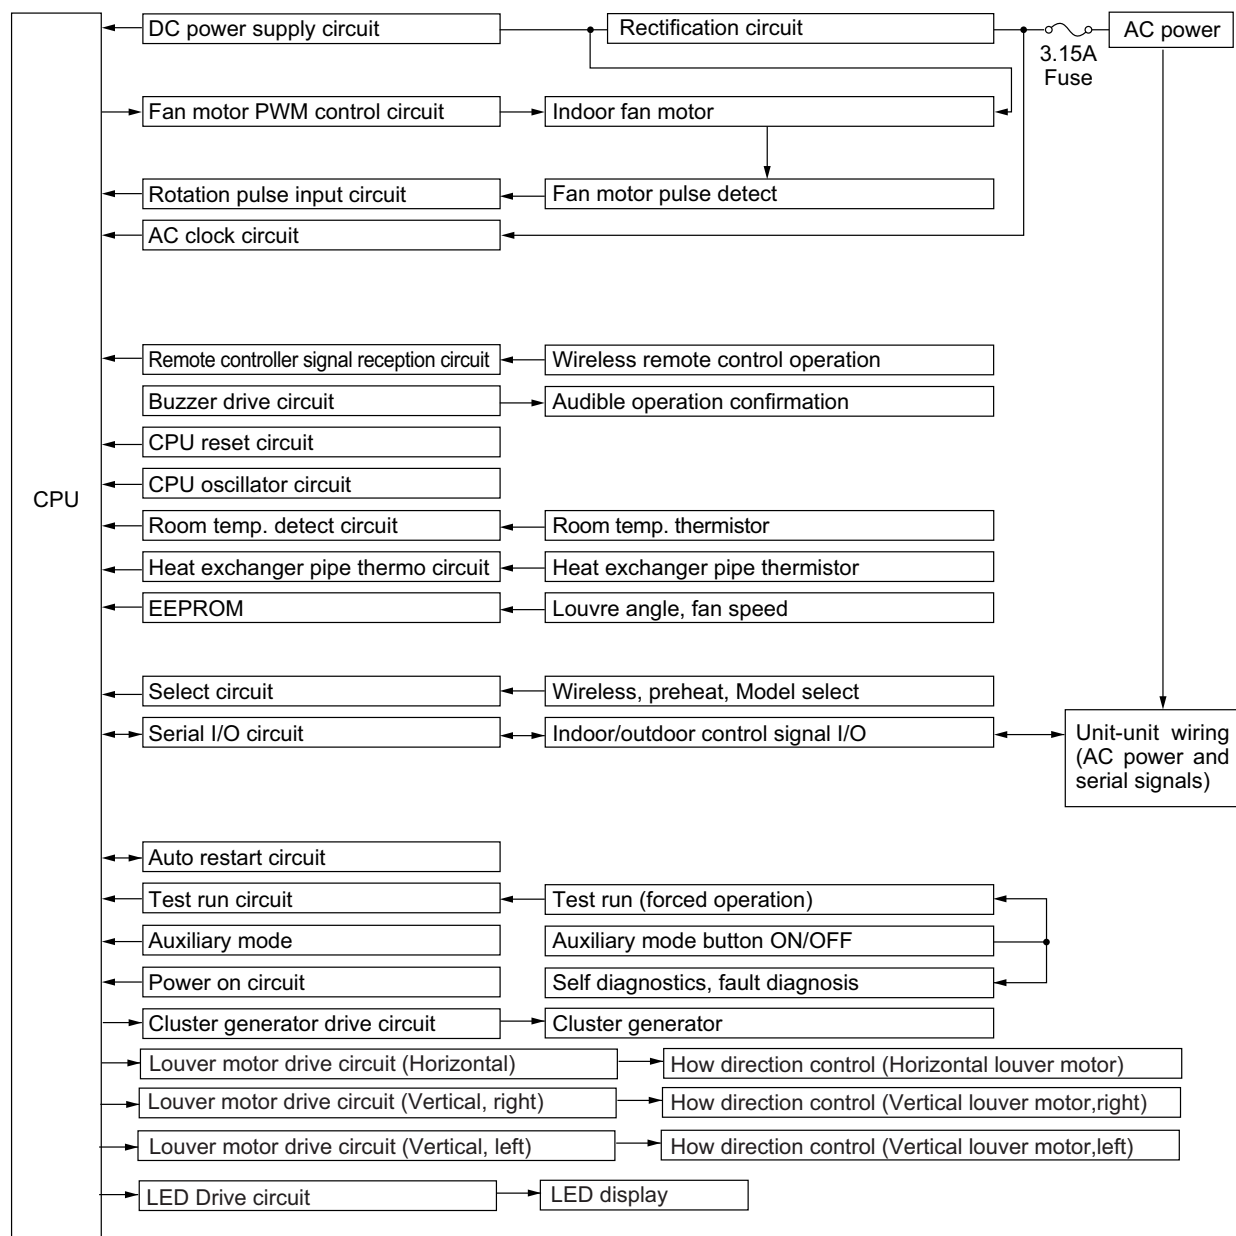 DC power supply circuit
Rectification circuit
AC power
3.15A
Fuse
Fan motor PWM control circuit
Indoor fan motor
Rotation pulse input circuit
Fan motor pulse detect
AC clock circuit
Remote controller signal reception circuit
Wireless remote control operation
Buzzer drive circuit
Audible operation confirmation
CPU reset circuit
CPU
CPU oscillator circuit
Room temp. detect circuit
Room temp. thermistor
Heat exchanger pipe thermo circuit
Heat exchanger pipe thermistor
EEPROM
Louvre angle, fan speed
Select circuit
Wireless, preheat, Model select
Serial I/O circuit
Indoor/outdoor control signal I/O
Unit-unit wiring
(AC power and
serial signals)
Auto restart circuit
Test run circuit
Test run (forced operation)
Auxiliary mode
Auxiliary mode button ON/OFF
Power on circuit
Self diagnostics, fault diagnosis
Cluster generator drive circuit
Cluster generator
Louver motor drive circuit (Horizontal)
How direction control (Horizontal louver motor)
Louver motor drive circuit (Vertical, right)
How direction control (Vertical louver motor,right)
Louver motor drive circuit (Vertical, left)
How direction control (Vertical louver motor,left)
LED Drive circuit
LED display